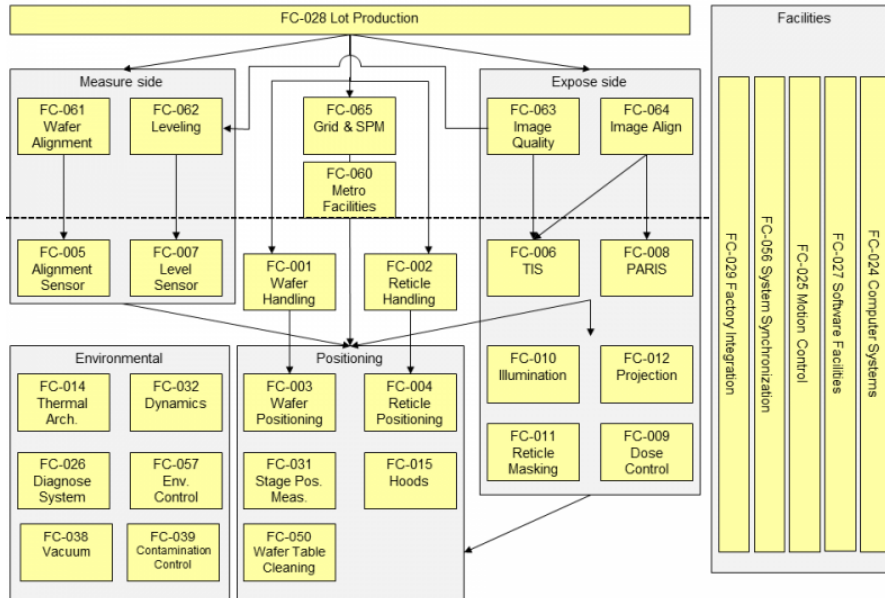 FC-028 Lot Production
Facilities
Measure side
Expose side
FC-061
Wafer
Alignment
FC-062
Leveling
FC-065
Grid & SPM
FC-063
Image
Quality
FC-064
Image Align
FC-060
Metro
Facilities
FC-005
Alignment
Sensor
FC-007
Level
Sensor
FC-001
Wafer
Handling
FC-002
Reticle
Handling
FC-006
TIS
FC-008
PARIS
Environmental
Positioning
FC-014
Thermal
Arch.
FC-032
Dynamics
FC-003
Wafer
Positioning
FC-004
Reticle
Positioning
FC-010
Illumination
FC-012
Projection
FC-026
Diagnose
System
FC-057
Env.
Control
FC-031
Stage Pos.
Meas.
FC-015
Hoods
FC-011
Reticle
Masking
FC-009
Dose
Control
FC-038
Vacuum
FC-039
Contamination
Control
FC-050
Wafer Table
Cleaning
FC-029 Factory Integration
FC-056 System Synchronization
FC-025 Motion Control
FC-027 Software Facilities
FC-024 Computer Systems